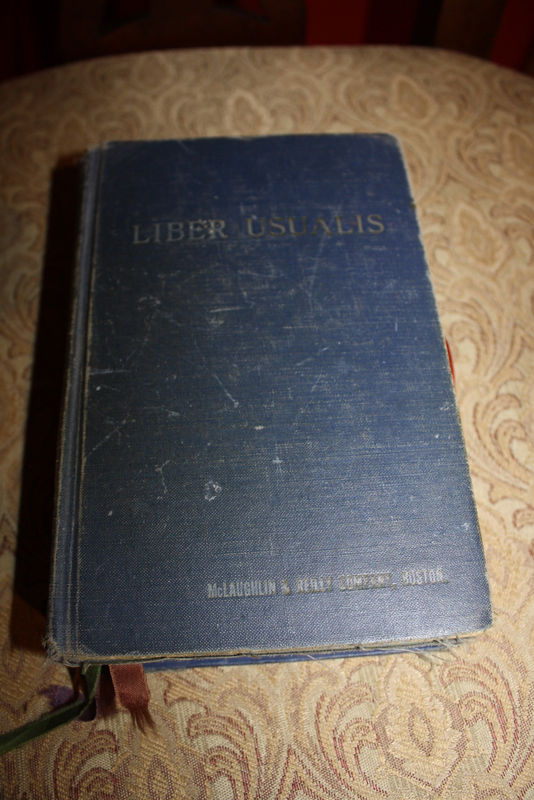 LIBER USUALIS
McLAUGHLIN & REILLY COMPANY, BOSTON.